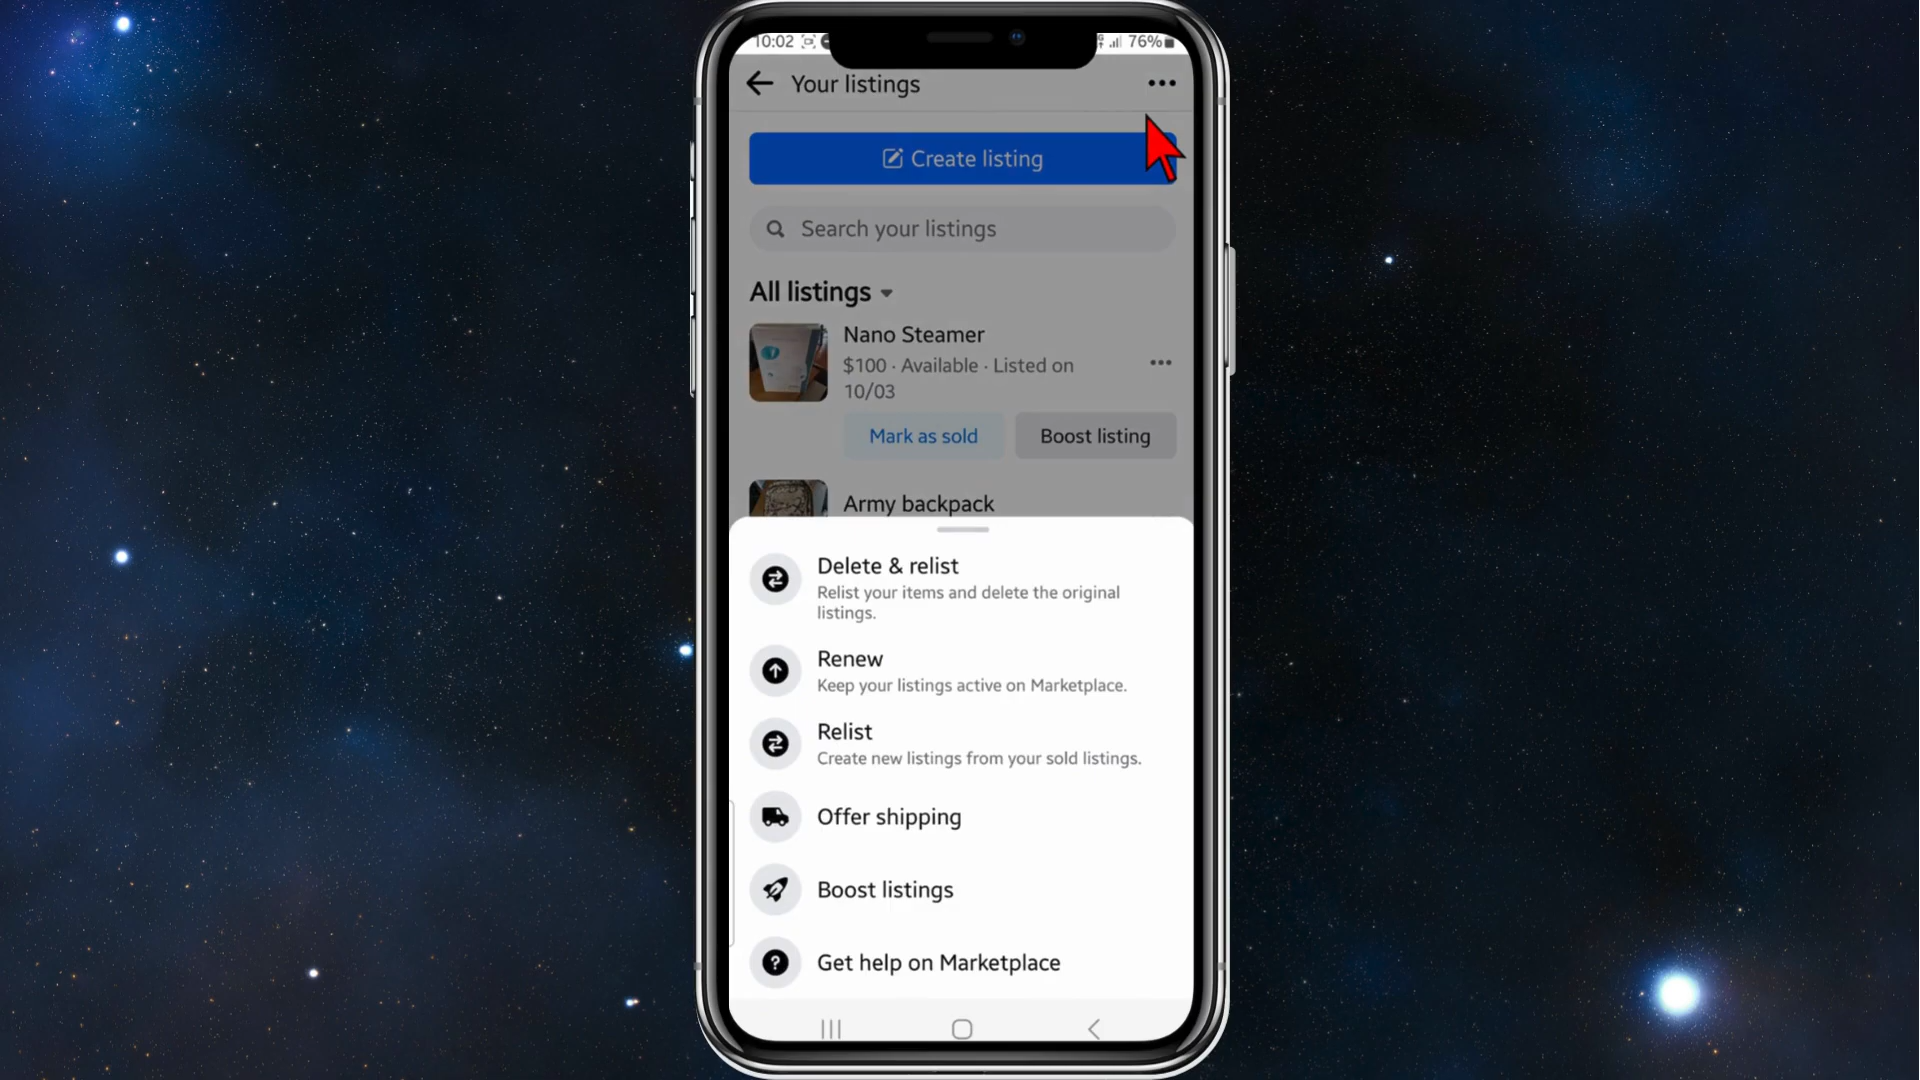 10:02 76%
Your listings
Create listing
Search your listings
All listings
Nano Steamer
$100 · Available · Listed on
10/03
Mark as sold Boost listing
Army backpack
Delete & relist
Relist your items and delete the original
listings.
Renew
Keep your listings active on Marketplace.
Relist
Create new listings from your sold listings.
Offer shipping
Boost listings
Get help on Marketplace